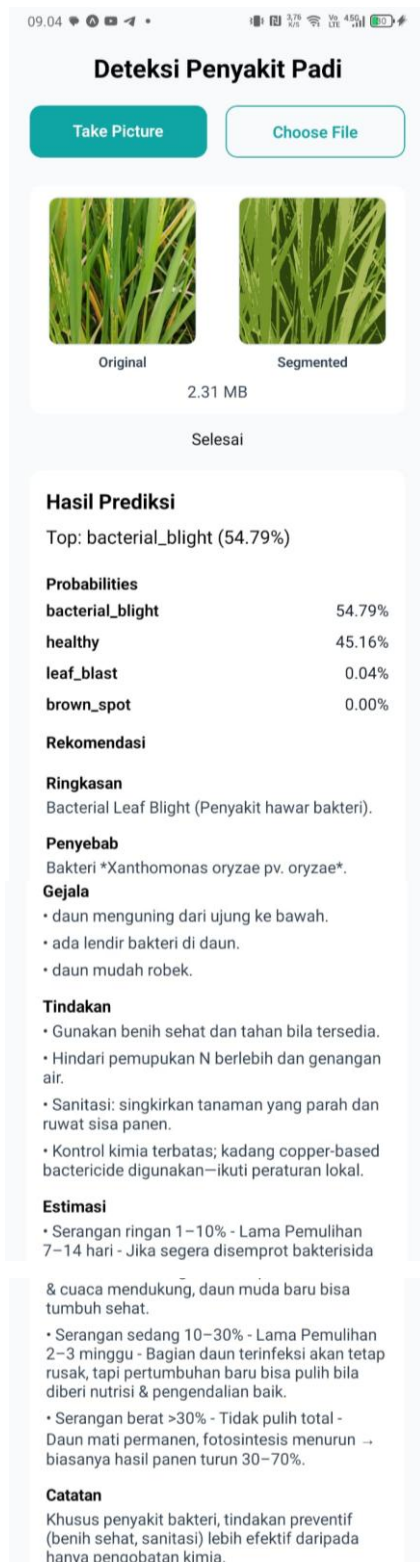 09.04
3,76 K/S
Vo LTE
4.5G
Deteksi Penyakit Padi
Take Picture
Choose File
Original
Segmented
2.31 MB
Selesai
Hasil Prediksi
Top: bacterial_blight (54.79%)
Probabilities
bacterial_blight 54.79%
healthy 45.16%
leaf_blast 0.04%
brown_spot 0.00%
Rekomendasi
Ringkasan
Bacterial Leaf Blight (Penyakit hawar bakteri).
Penyebab
Bakteri *Xanthomonas oryzae pv. oryzae*.
Gejala
• daun menguning dari ujung ke bawah.
• ada lendir bakteri di daun.
• daun mudah robek.
Tindakan
• Gunakan benih sehat dan tahan bila tersedia.
• Hindari pemupukan N berlebih dan genangan
air.
• Sanitasi: singkirkan tanaman yang parah dan
ruwat sisa panen.
• Kontrol kimia terbatas; kadang copper-based
bactericide digunakan—ikuti peraturan lokal.
Estimasi
• Serangan ringan 1–10% - Lama Pemulihan
7–14 hari - Jika segera disemprot bakterisida
& cuaca mendukung, daun muda baru bisa
tumbuh sehat.
• Serangan sedang 10–30% - Lama Pemulihan
2–3 minggu - Bagian daun terinfeksi akan tetap
rusak, tapi pertumbuhan baru bisa pulih bila
diberi nutrisi & pengendalian baik.
• Serangan berat >30% - Tidak pulih total -
Daun mati permanen, fotosintesis menurun →
biasanya hasil panen turun 30–70%.
Catatan
Khusus penyakit bakteri, tindakan preventif
(benih sehat, sanitasi) lebih efektif daripada
hanya pengobatan kimia.